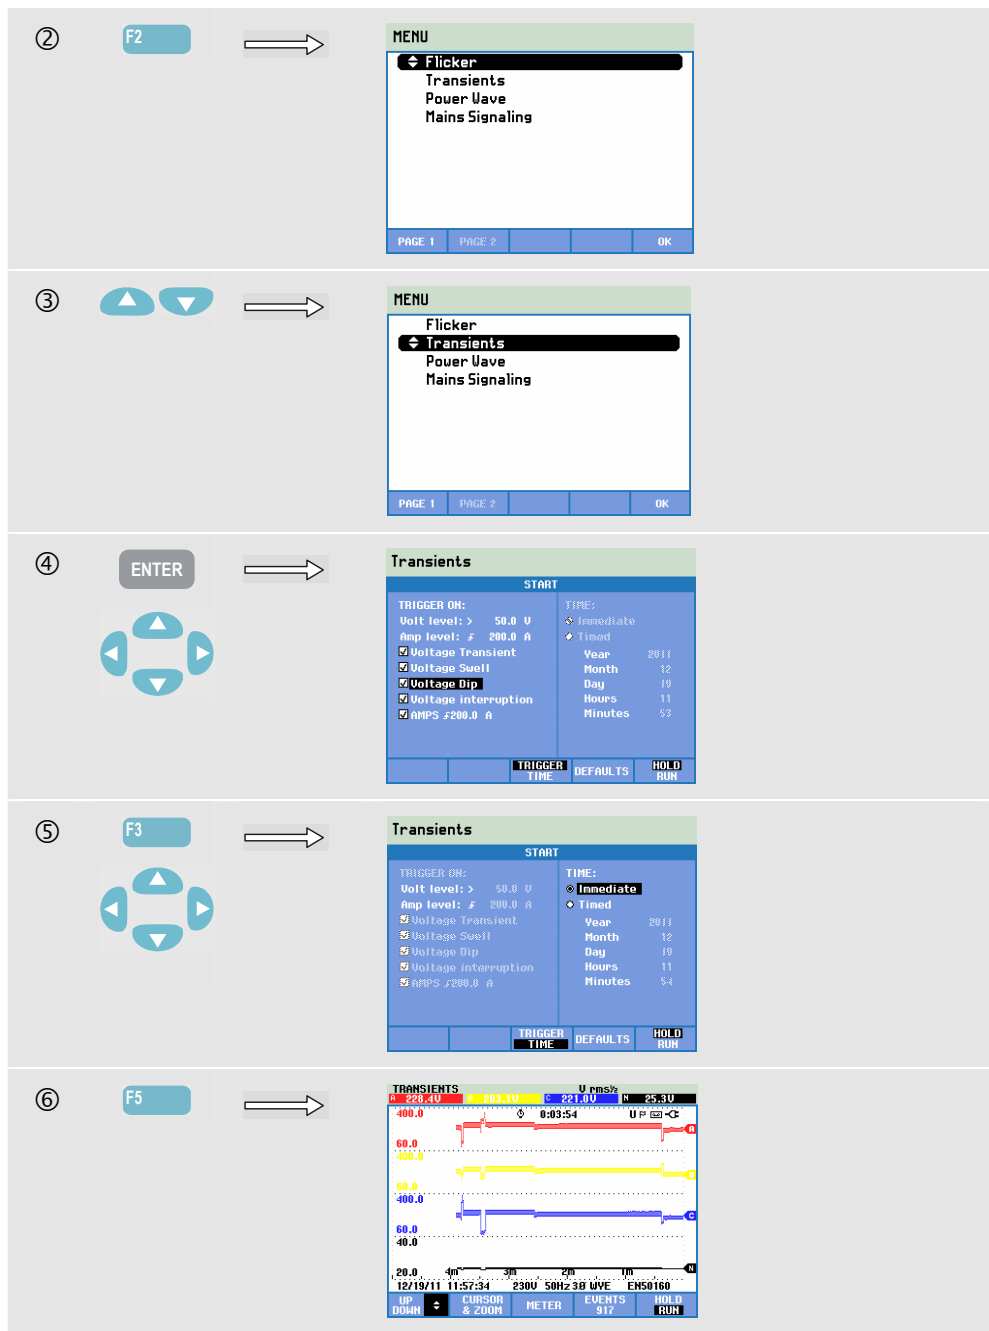 ②
F2
MENU
Flicker
Transients
Power Wave
Mains Signaling
PAGE 1 PAGE 2 OK
③
MENU
Flicker
Transients
Power Wave
Mains Signaling
PAGE 1 PAGE 2 OK
④
ENTER
Transients
START
TRIGGER ON: TIME:
Volt level: > 50.0 V Immediate
Amp level: 200.0 A Timed
Voltage Transient Year 2011
Voltage Swell Month 12
Voltage Dip Day 19
Voltage interruption Hours 11
AMPS 200.0 A Minutes 53
TRIGGER TIME DEFAULTS HOLD RUN
⑤
F3
Transients
START
TRIGGER ON: TIME:
Volt level: > 50.0 V Immediate
Amp level: 200.0 A Timed
Voltage Transient Year 2011
Voltage Swell Month 12
Voltage Dip Day 19
Voltage interruption Hours 11
AMPS 200.0 A Minutes 54
TRIGGER TIME DEFAULTS HOLD RUN
⑥
F5
TRANSIENTS U rms½
A 228.4U 203.1U C 221.0U N 25.3U
400.0 0:03:54 U P
A
60.0
400.0
60.0
400.0
C
60.0
40.0
N
20.0 4m 3m 2m 1m
12/19/11 11:57:34 230V 50Hz 3Ø WYE EN50160
UP DOWN CURSOR & ZOOM METER EVENTS 917 HOLD RUN